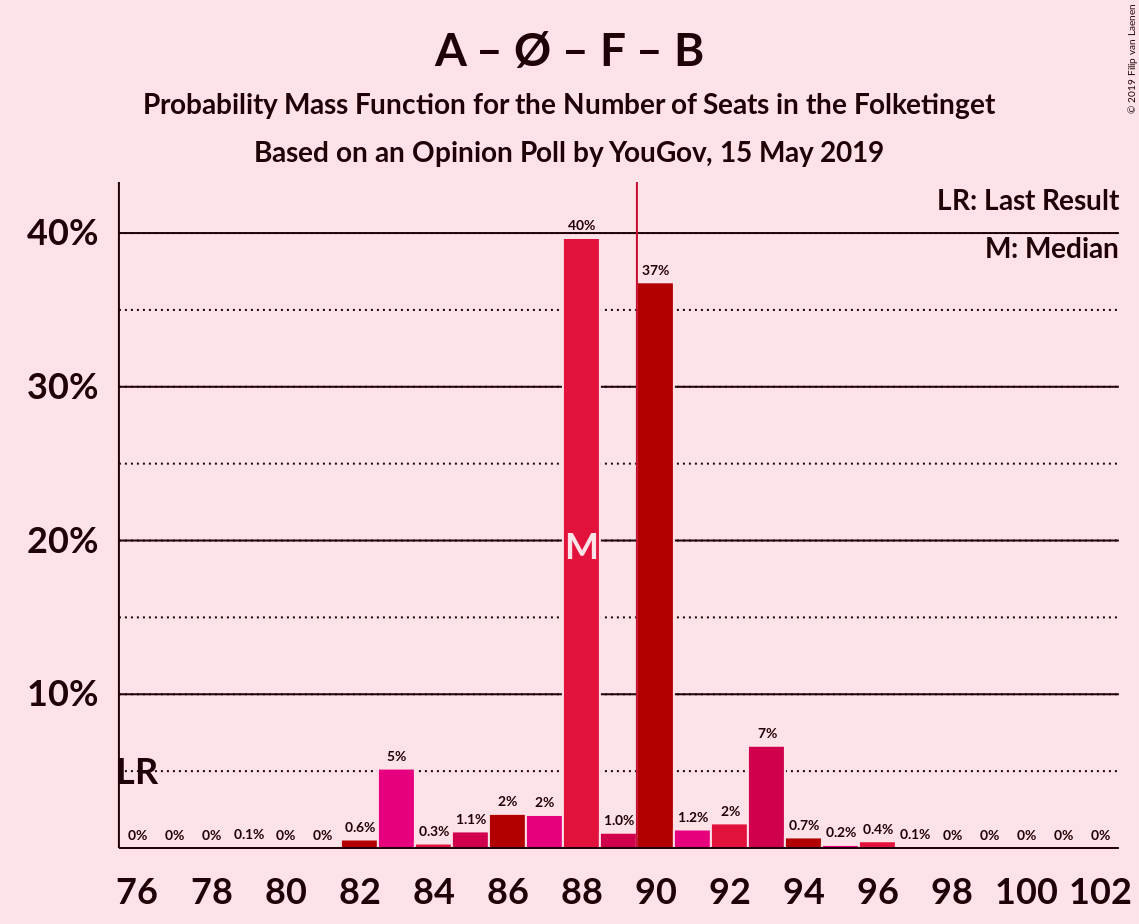 A – Ø – F – B
Probability Mass Function for the Number of Seats in the Folketinget
Based on an Opinion Poll by YouGov, 15 May 2019
© 2019 Filip van Laenen
LR: Last Result
M: Median
40%
30%
20%
10%
LR
M
0% 0% 0% 0.1% 0% 0% 0.6% 5% 0.3% 1.1% 2% 2% 40% 1.0% 37% 1.2% 2% 7% 0.7% 0.2% 0.4% 0.1% 0% 0% 0% 0% 0%
76 78 80 82 84 86 88 90 92 94 96 98 100 102